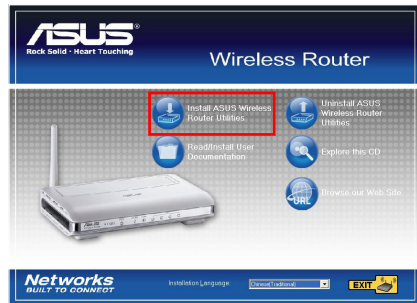 ASUS®
Rock Solid · Heart Touching
Wireless Router
Install ASUS Wireless
Router Utilities
Uninstall ASUS
Wireless Router
Utilities
Read/Install User
Documentation
Explore this CD
URL
Browse our Web Site
Networks
BUILT TO CONNECT
Installation Language:
Chinese(Traditional)
EXIT